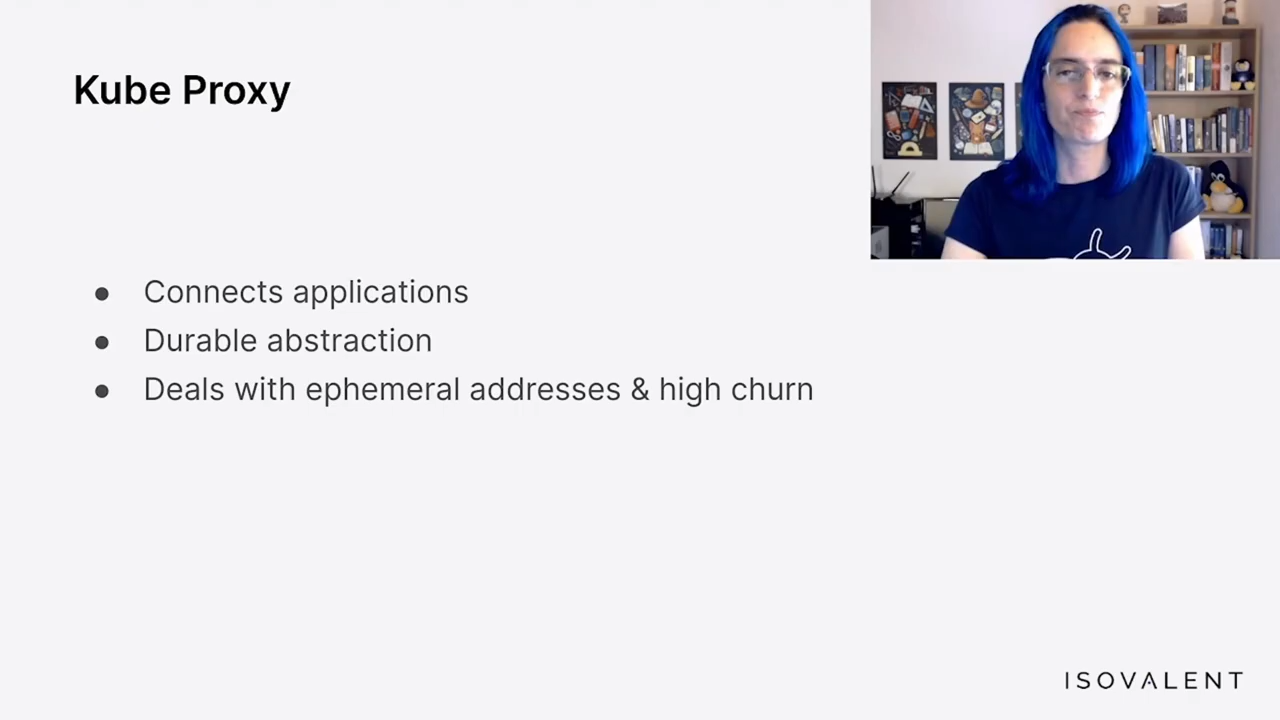 Kube Proxy
● Connects applications
● Durable abstraction
● Deals with ephemeral addresses & high churn
ISOVALENT